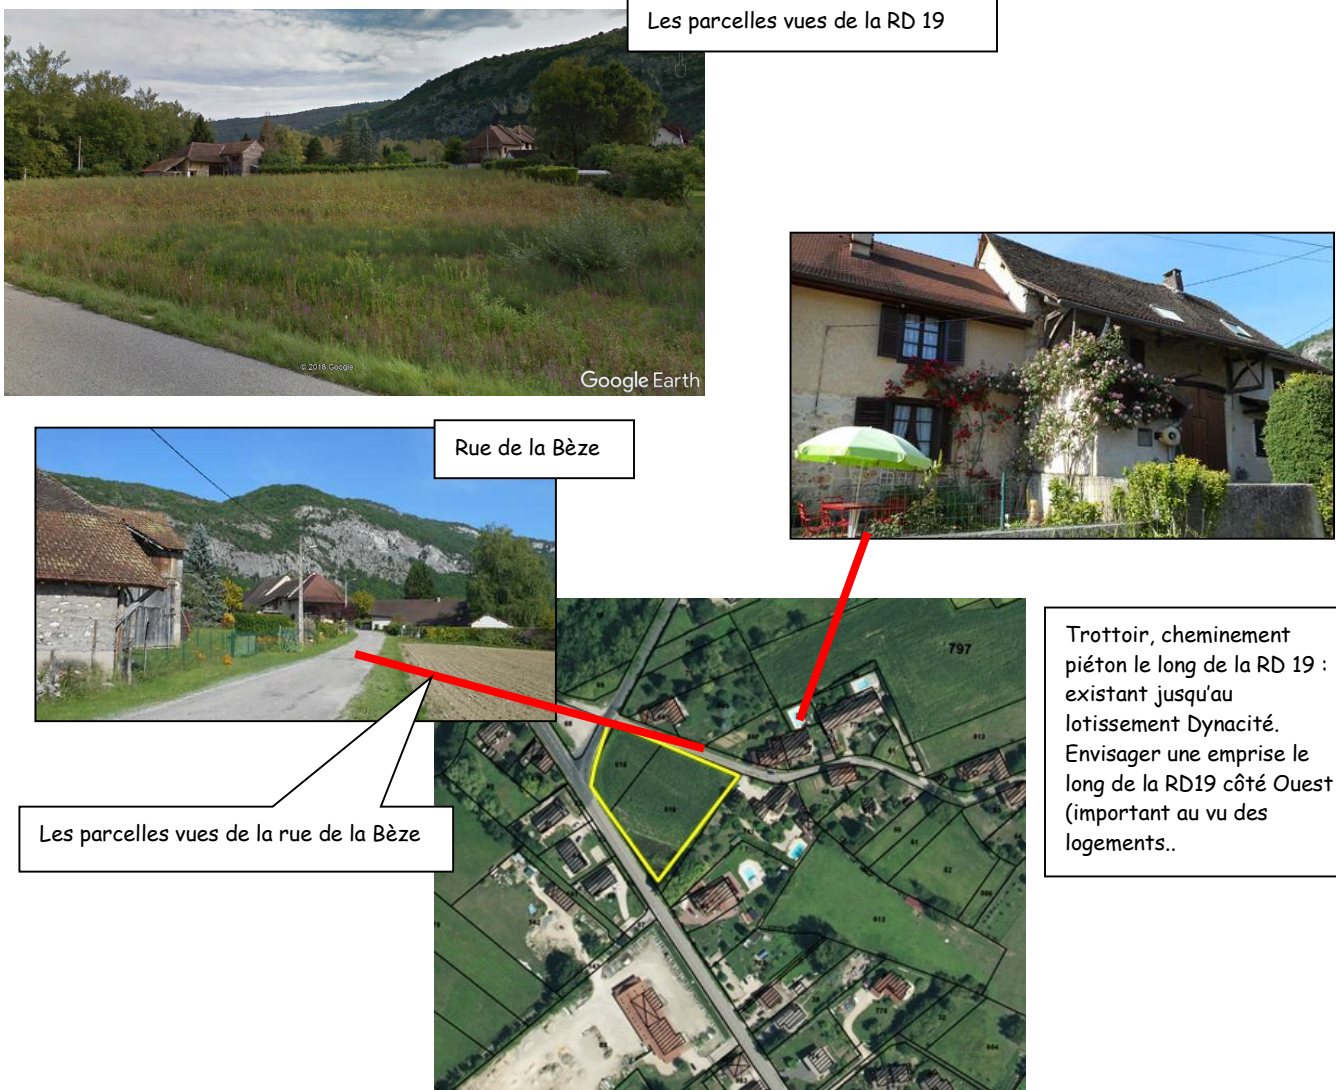 Les parcelles vues de la RD 19
© 2018 Google
Google Earth
Rue de la Bèze
Trottoir, cheminement
piéton le long de la RD 19 :
existant jusqu'au
lotissement Dynacité.
Envisager une emprise le
long de la RD19 côté Ouest
(important au vu des
logements..
Les parcelles vues de la rue de la Bèze
797
613